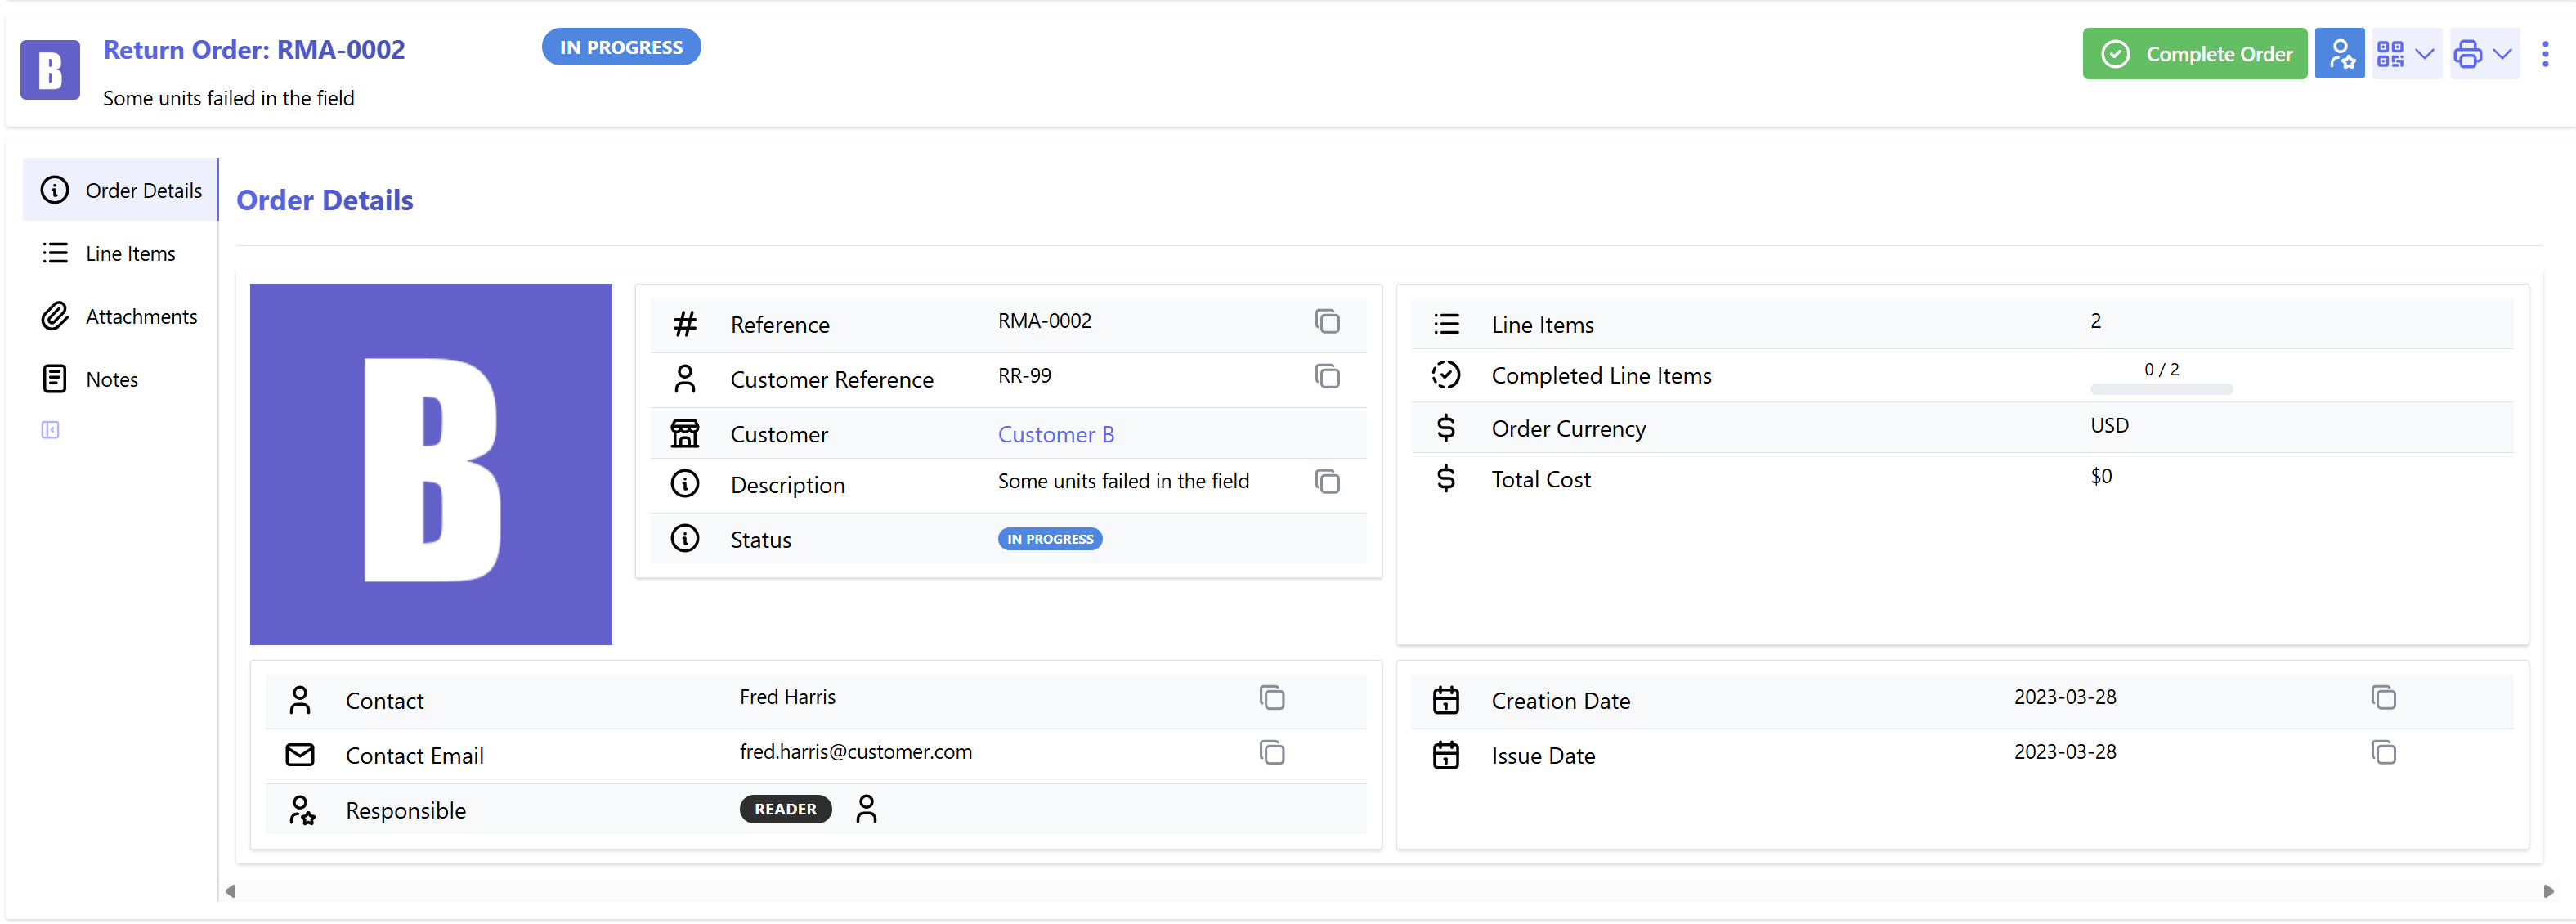 B
Return Order: RMA-0002
IN PROGRESS
Some units failed in the field
Complete Order
Order Details
Line Items
Attachments
Notes
Order Details
B
Reference RMA-0002
Customer Reference RR-99
Customer Customer B
Description Some units failed in the field
Status IN PROGRESS
Line Items 2
Completed Line Items 0 / 2
Order Currency USD
Total Cost $0
Contact Fred Harris
Contact Email fred.harris@customer.com
Responsible READER
Creation Date 2023-03-28
Issue Date 2023-03-28